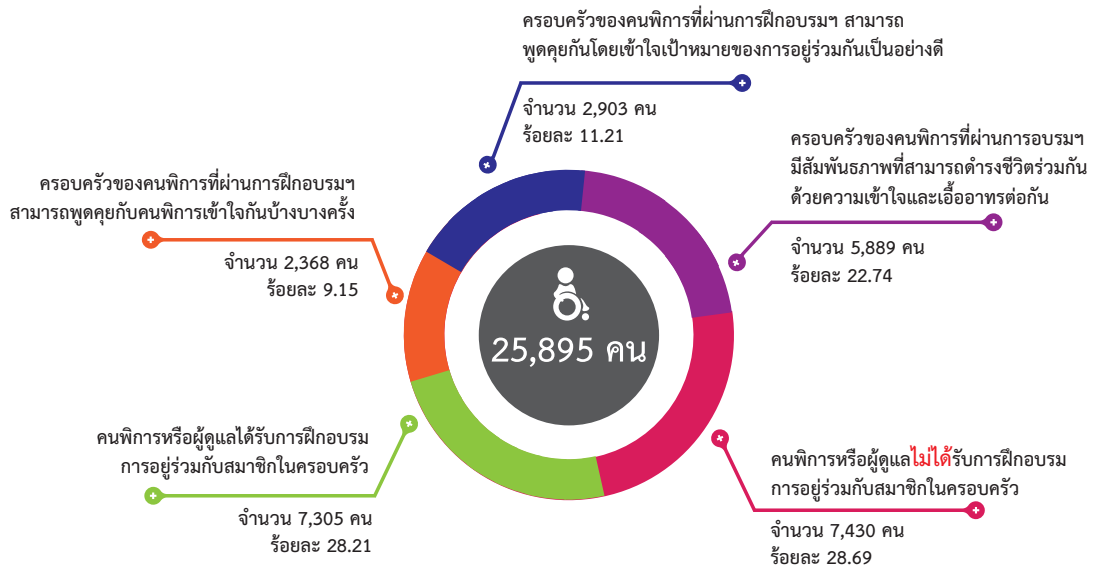 ครอบครัวของคนพิการที่ผ่านการฝึกอบรมฯ สามารถ
พูดคุยกันโดยเข้าใจเป้าหมายของการอยู่ร่วมกันเป็นอย่างดี
จำนวน 2,903 คน
ร้อยละ 11.21
ครอบครัวของคนพิการที่ผ่านการอบรมฯ
มีสัมพันธภาพที่สามารถดำรงชีวิตร่วมกัน
ด้วยความเข้าใจและเอื้ออาทรต่อกัน
จำนวน 5,889 คน
ร้อยละ 22.74
ครอบครัวของคนพิการที่ผ่านการฝึกอบรมฯ
สามารถพูดคุยกับคนพิการเข้าใจกันบ้างบางครั้ง
จำนวน 2,368 คน
ร้อยละ 9.15
25,895 คน
คนพิการหรือผู้ดูแลได้รับการฝึกอบรม
การอยู่ร่วมกับสมาชิกในครอบครัว
จำนวน 7,305 คน
ร้อยละ 28.21
คนพิการหรือผู้ดูแลไม่ได้รับการฝึกอบรม
การอยู่ร่วมกับสมาชิกในครอบครัว
จำนวน 7,430 คน
ร้อยละ 28.69